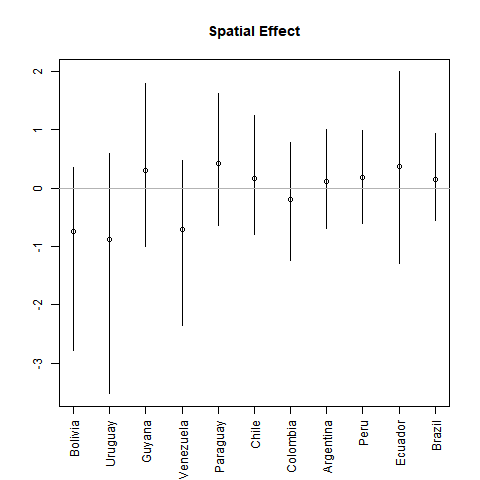 Spatial Effect
2
1
0
-1
-2
-3
Bolivia
Uruguay
Guyana
Venezuela
Paraguay
Chile
Colombia
Argentina
Peru
Ecuador
Brazil